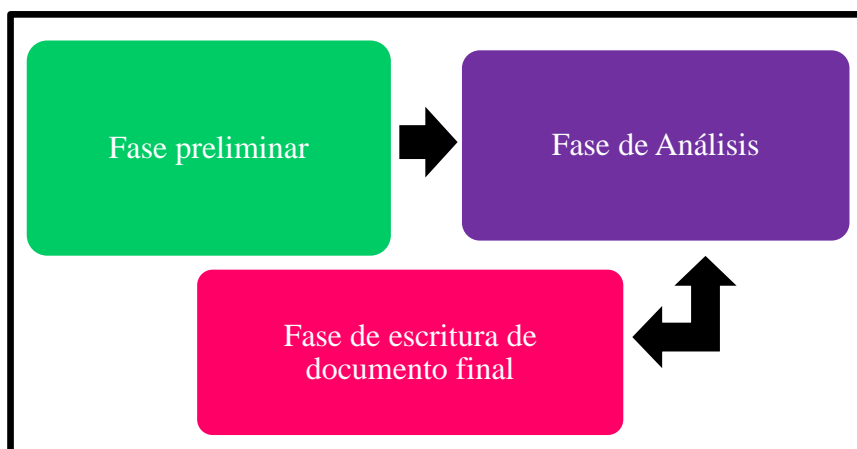 Fase preliminar
Fase de Análisis
Fase de escritura de
documento final